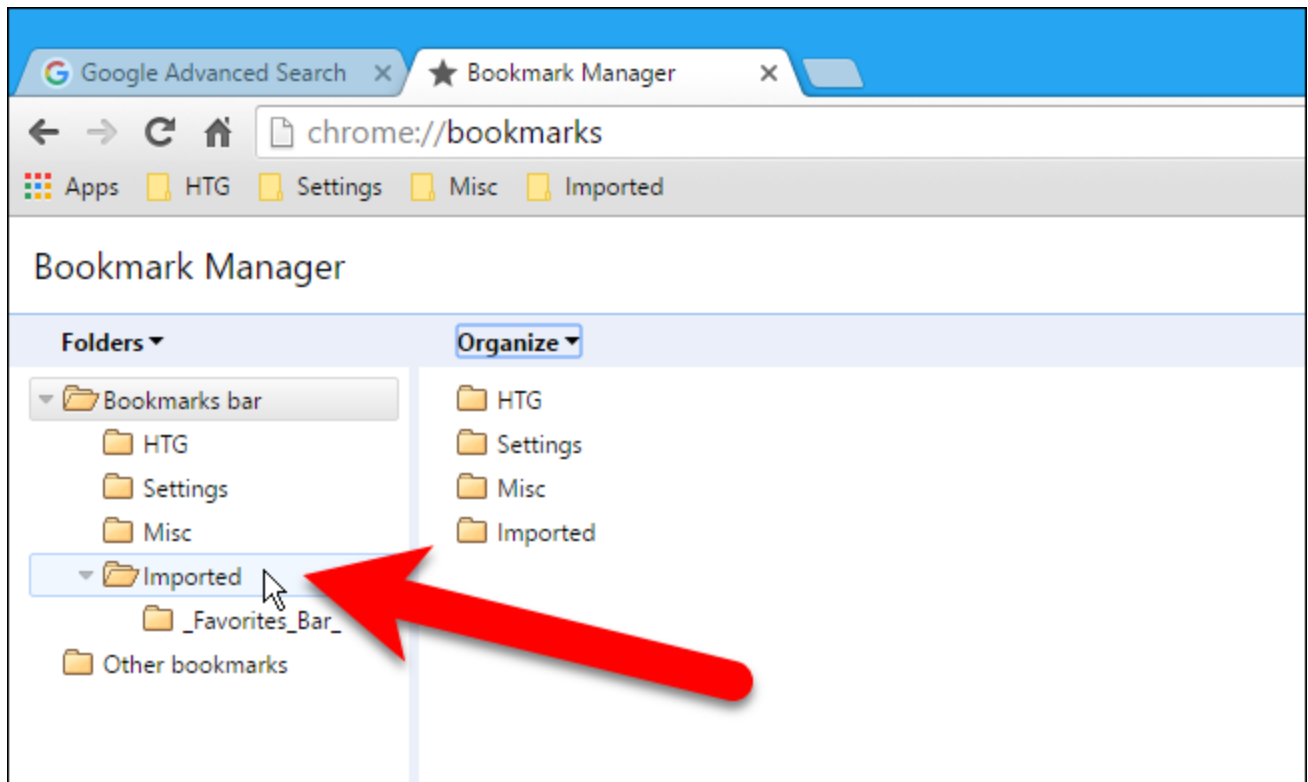 Google Advanced Search
Bookmark Manager
chrome://bookmarks
Apps HTG Settings Misc Imported
Bookmark Manager
Folders
Organize
Bookmarks bar
HTG
Settings
Misc
Imported
_Favorites_Bar_
Other bookmarks
HTG
Settings
Misc
Imported